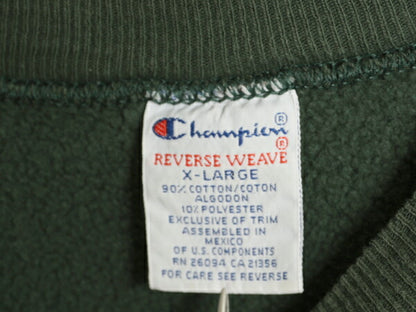 Champion®
REVERSE WEAVE®
X-LARGE
90% COTTON/COTON
ALGODON
10% POLYESTER
EXCLUSIVE OF TRIM
ASSEMBLED IN
MEXICO
OF U.S. COMPONENTS
RN 26094 CA 21356
FOR CARE SEE REVERSE